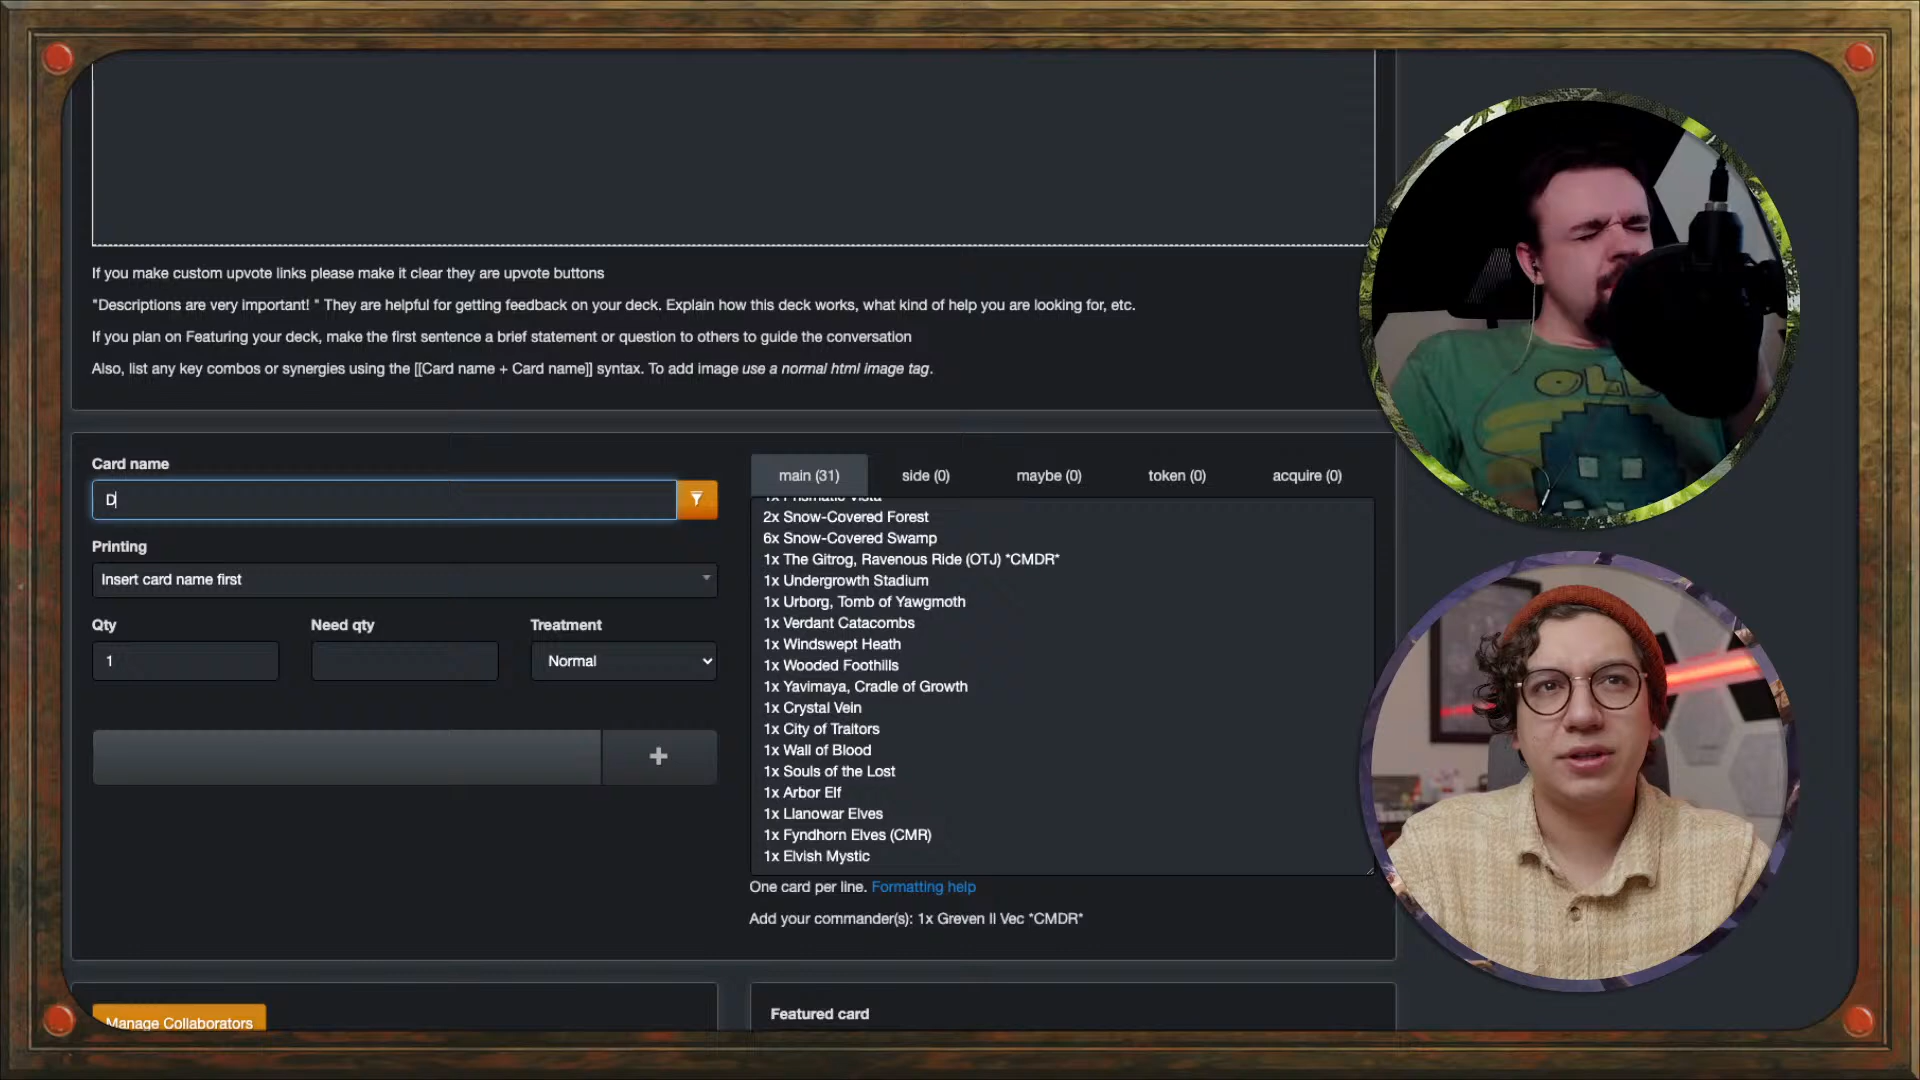 If you make custom upvote links please make it clear they are upvote buttons
"Descriptions are very important! " They are helpful for getting feedback on your deck. Explain how this deck works, what kind of help you are looking for, etc.
If you plan on Featuring your deck, make the first sentence a brief statement or question to others to guide the conversation
Also, list any key combos or synergies using the [[Card name + Card name]] syntax. To add image use a normal html image tag.
Card name
D
Printing
Insert card name first
Qty
Need qty
Treatment
1
Normal
+
main (31)
side (0)
maybe (0)
token (0)
acquire (0)
1x Prismatic Vista
2x Snow-Covered Forest
6x Snow-Covered Swamp
1x The Gitrog, Ravenous Ride (OTJ) *CMDR*
1x Undergrowth Stadium
1x Urborg, Tomb of Yawgmoth
1x Verdant Catacombs
1x Windswept Heath
1x Wooded Foothills
1x Yavimaya, Cradle of Growth
1x Crystal Vein
1x City of Traitors
1x Wall of Blood
1x Souls of the Lost
1x Arbor Elf
1x Llanowar Elves
1x Fyndhorn Elves (CMR)
1x Elvish Mystic
One card per line. Formatting help
Add your commander(s): 1x Greven Il Vec *CMDR*
Manage Collaborators
Featured card